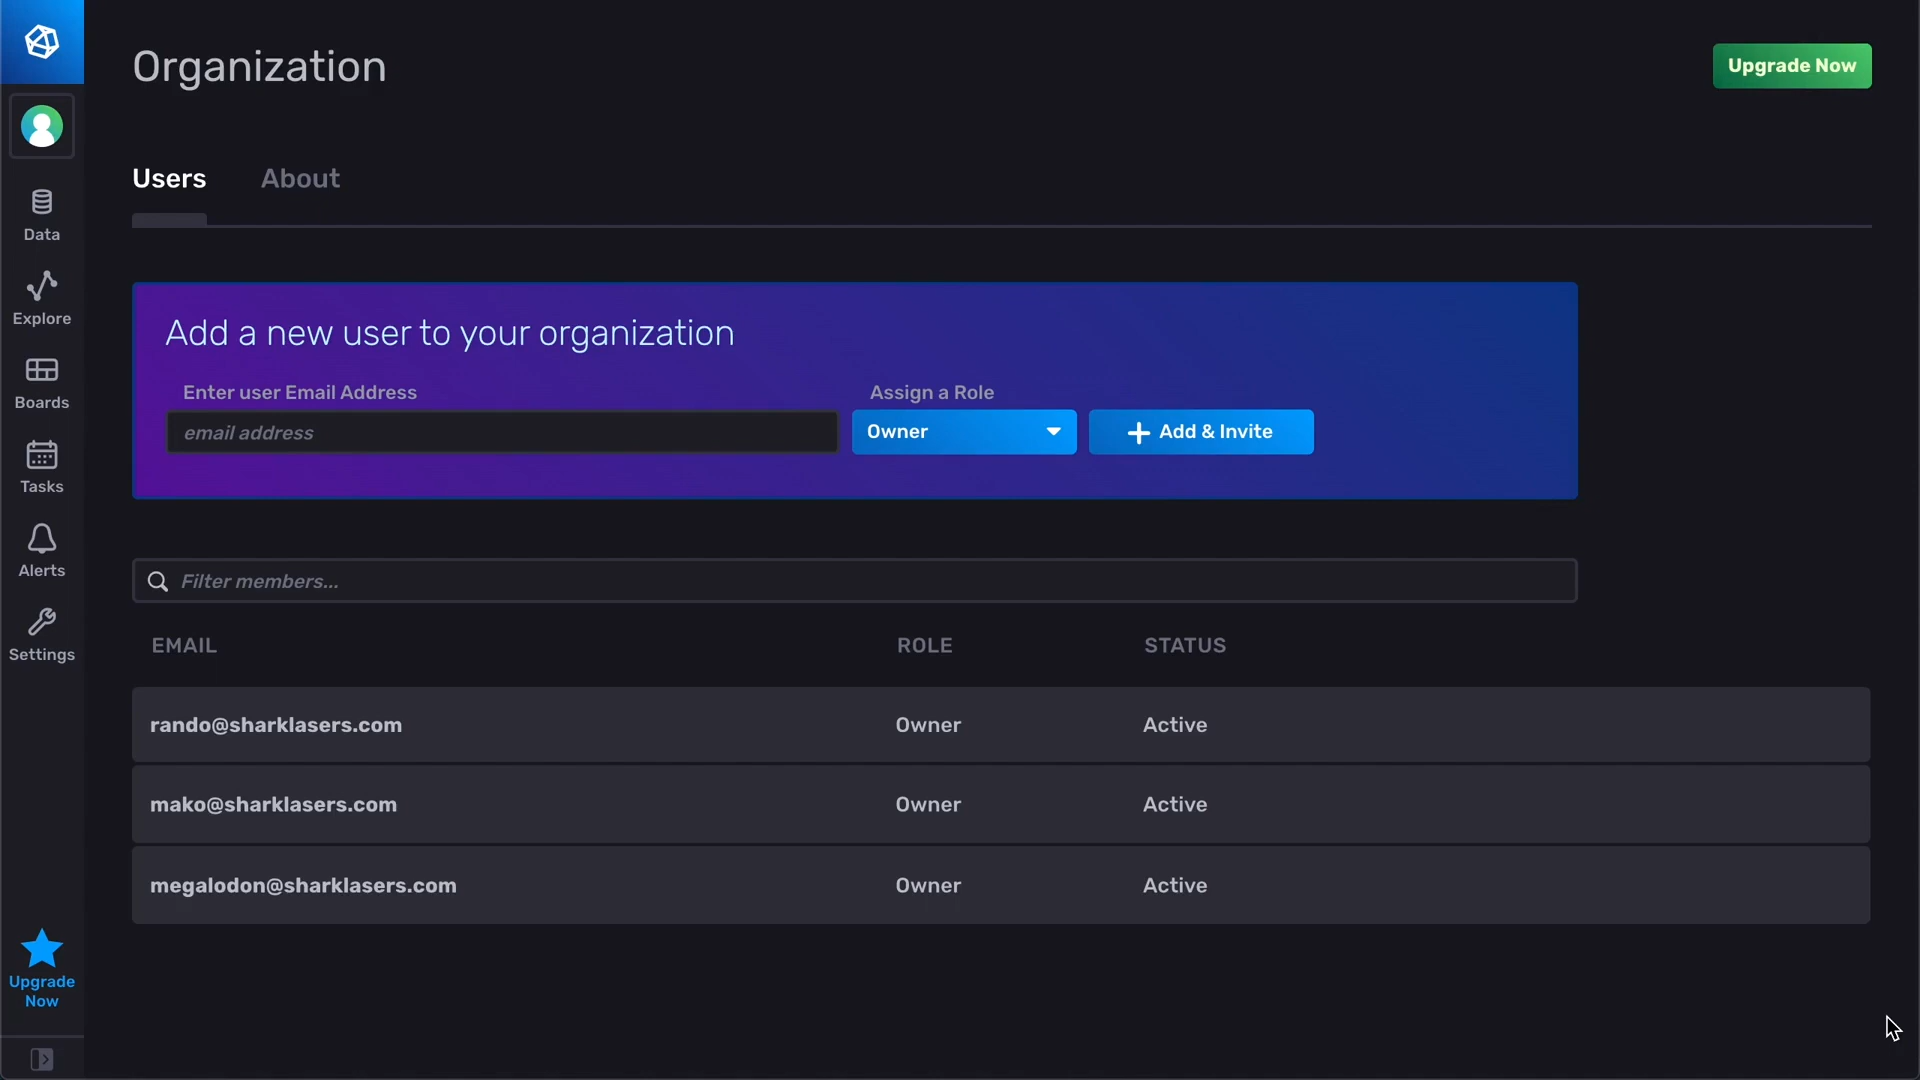 Organization
Upgrade Now
Users About
Data
Explore
Boards
Tasks
Alerts
Settings
Upgrade
Now
Add a new user to your organization
Enter user Email Address Assign a Role
email address Owner Add & Invite
Filter members...
EMAIL ROLE STATUS
rando@sharklasers.com Owner Active
mako@sharklasers.com Owner Active
megalodon@sharklasers.com Owner Active